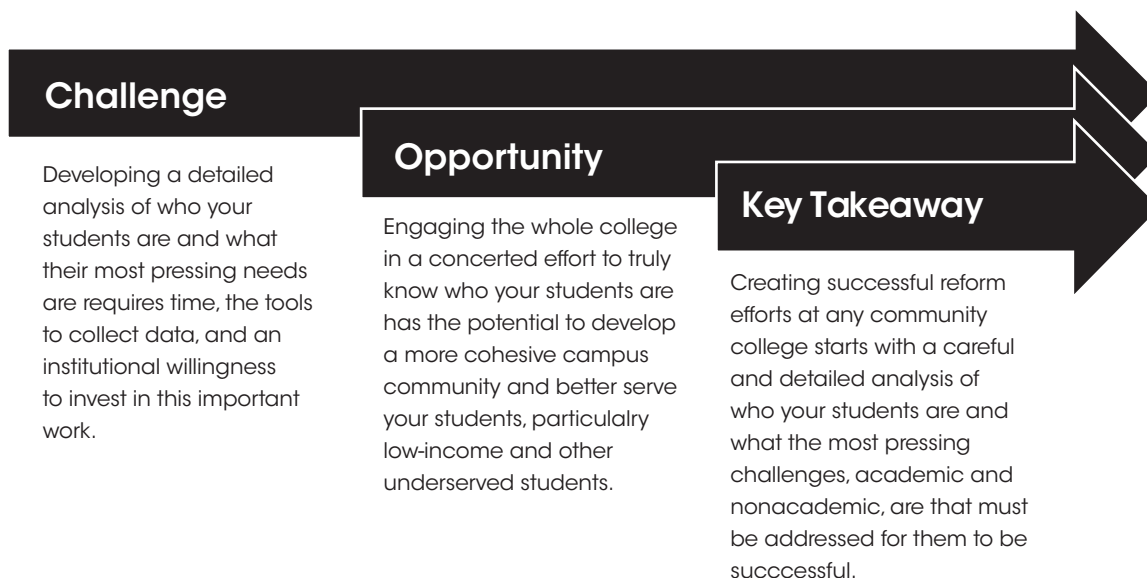 Challenge
Developing a detailed
analysis of who your
students are and what
their most pressing needs
are requires time, the tools
to collect data, and an
institutional willingness
to invest in this important
work.
Opportunity
Engaging the whole college
in a concerted effort to truly
know who your students are
has the potential to develop
a more cohesive campus
community and better serve
your students, particulalry
low-income and other
underserved students.
Key Takeaway
Creating successful reform
efforts at any community
college starts with a careful
and detailed analysis of
who your students are and
what the most pressing
challenges, academic and
nonacademic, are that must
be addressed for them to be
succcessful.